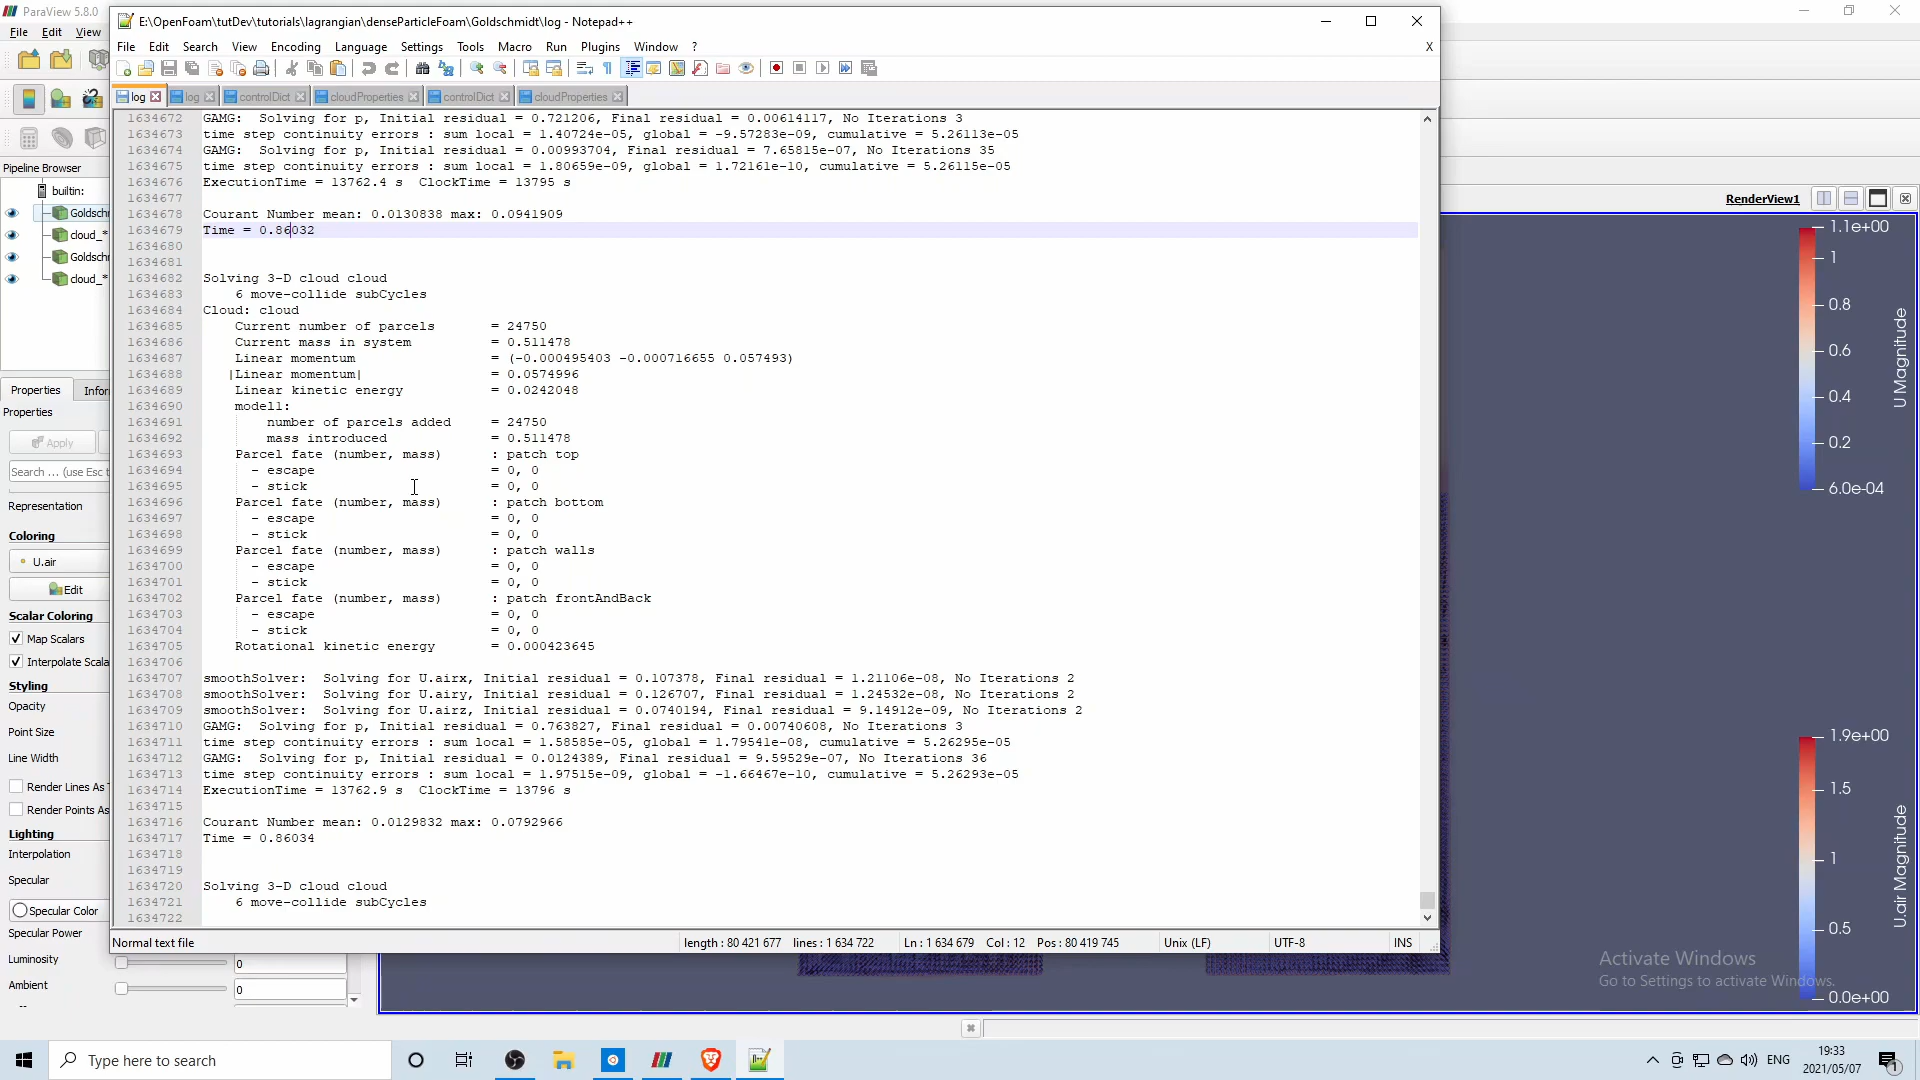 ParaView 5.8.0
File Edit View
E:\OpenFoam\tutDev\tutorials\lagrangian\denseParticleFoam\Goldschmidt\log - Notepad++
File Edit Search View Encoding Language Settings Tools Macro Run Plugins Window ? X
log log controlDict cloudProperties controlDict cloudProperties
1634672 GAMG: Solving for p, Initial residual = 0.721206, Final residual = 0.00614117, No Iterations 3
1634673 time step continuity errors : sum local = 1.40724e-05, global = -9.57283e-09, cumulative = 5.26113e-05
1634674 GAMG: Solving for p, Initial residual = 0.00993704, Final residual = 7.65815e-07, No Iterations 35
1634675 time step continuity errors : sum local = 1.80659e-09, global = 1.72161e-10, cumulative = 5.26115e-05
1634676 ExecutionTime = 13762.4 s ClockTime = 13795 s
1634677
1634678 Courant Number mean: 0.0130838 max: 0.0941909
1634679 Time = 0.86032
1634680
1634681
1634682 Solving 3-D cloud cloud
1634683 6 move-collide subCycles
1634684 Cloud: cloud
1634685 Current number of parcels = 24750
1634686 Current mass in system = 0.511478
1634687 Linear momentum = (-0.000495403 -0.000716655 0.057493)
1634688 |Linear momentum| = 0.0574996
1634689 Linear kinetic energy = 0.0242048
1634690 model1:
1634691 number of parcels added = 24750
1634692 mass introduced = 0.511478
1634693 Parcel fate (number, mass) : patch top
1634694 - escape = 0, 0
1634695 - stick = 0, 0
1634696 Parcel fate (number, mass) : patch bottom
1634697 - escape = 0, 0
1634698 - stick = 0, 0
1634699 Parcel fate (number, mass) : patch walls
1634700 - escape = 0, 0
1634701 - stick = 0, 0
1634702 Parcel fate (number, mass) : patch frontAndBack
1634703 - escape = 0, 0
1634704 - stick = 0, 0
1634705 Rotational kinetic energy = 0.000423645
1634706
1634707 smoothSolver: Solving for U.airx, Initial residual = 0.107378, Final residual = 1.21106e-08, No Iterations 2
1634708 smoothSolver: Solving for U.airy, Initial residual = 0.126707, Final residual = 1.24532e-08, No Iterations 2
1634709 smoothSolver: Solving for U.airz, Initial residual = 0.0740194, Final residual = 9.14912e-09, No Iterations 2
1634710 GAMG: Solving for p, Initial residual = 0.763827, Final residual = 0.00740608, No Iterations 3
1634711 time step continuity errors : sum local = 1.58585e-05, global = 1.79541e-08, cumulative = 5.26295e-05
1634712 GAMG: Solving for p, Initial residual = 0.0124389, Final residual = 9.59529e-07, No Iterations 36
1634713 time step continuity errors : sum local = 1.97515e-09, global = -1.66467e-10, cumulative = 5.26293e-05
1634714 ExecutionTime = 13762.9 s ClockTime = 13796 s
1634715
1634716 Courant Number mean: 0.0129832 max: 0.0792966
1634717 Time = 0.86034
1634718
1634719
1634720 Solving 3-D cloud cloud
1634721 6 move-collide subCycles
1634722
Normal text file length : 80 421 677 lines : 1 634 722 Ln : 1 634 679 Col : 12 Pos : 80 419 745 Unix (LF) UTF-8 INS
Pipeline Browser
builtin:
Goldschm
cloud_*
Goldschm
cloud_*
Properties Infor
Properties
Apply
Search ... (use Esc t
Representation
Coloring
U.air
Edit
Scalar Coloring
Map Scalars
Interpolate Scala
Styling
Opacity
Point Size
Line Width
Render Lines As T
Render Points As
Lighting
Interpolation
Specular
Specular Color
Specular Power
Luminosity 0
Ambient 0
RenderView1
1.1e+00
1
0.8
0.6
0.4
0.2
6.0e-04
U Magnitude
1.9e+00
1.5
1
0.5
0.0e+00
U.air Magnitude
Activate Windows
Go to Settings to activate Windows.
Type here to search
ENG
19:33
2021/05/07
1